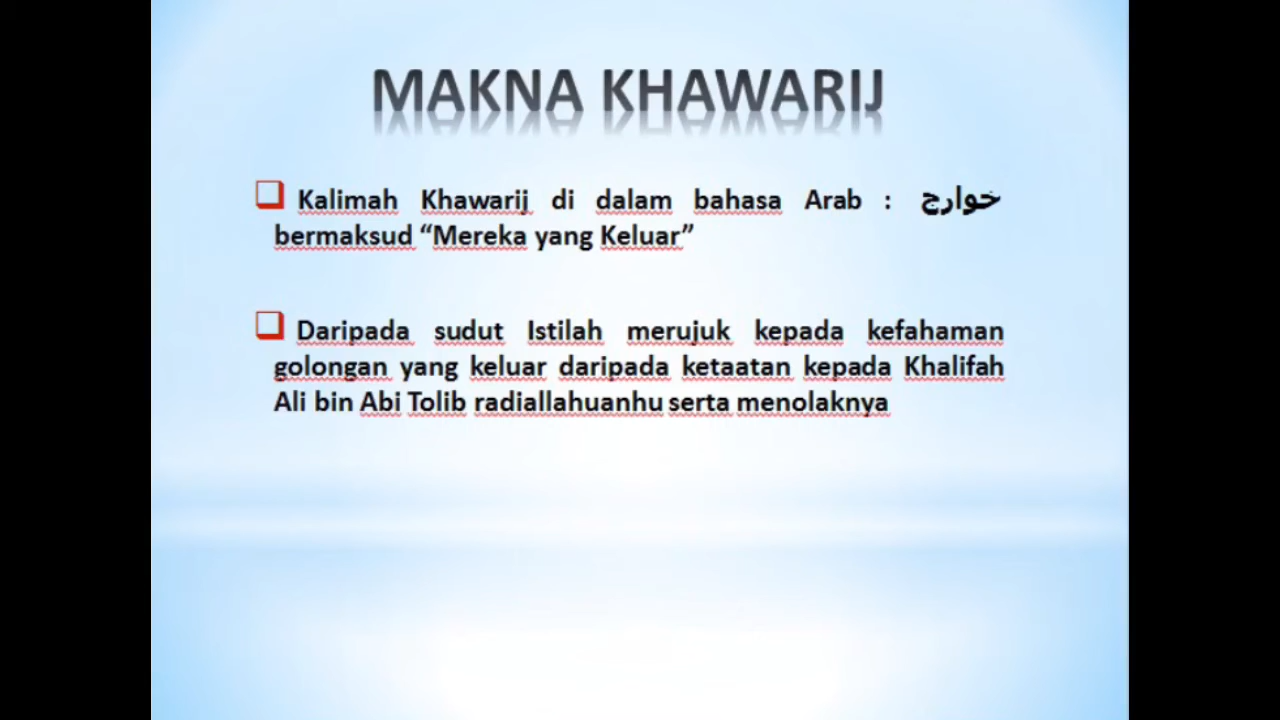 MAKNA KHAWARIJ
Kalimah Khawarij di dalam bahasa Arab : خوارج
bermaksud “Mereka yang Keluar”
Daripada sudut Istilah merujuk kepada kefahaman
golongan yang keluar daripada ketaatan kepada Khalifah
Ali bin Abi Tolib radiallahuanhu serta menolaknya